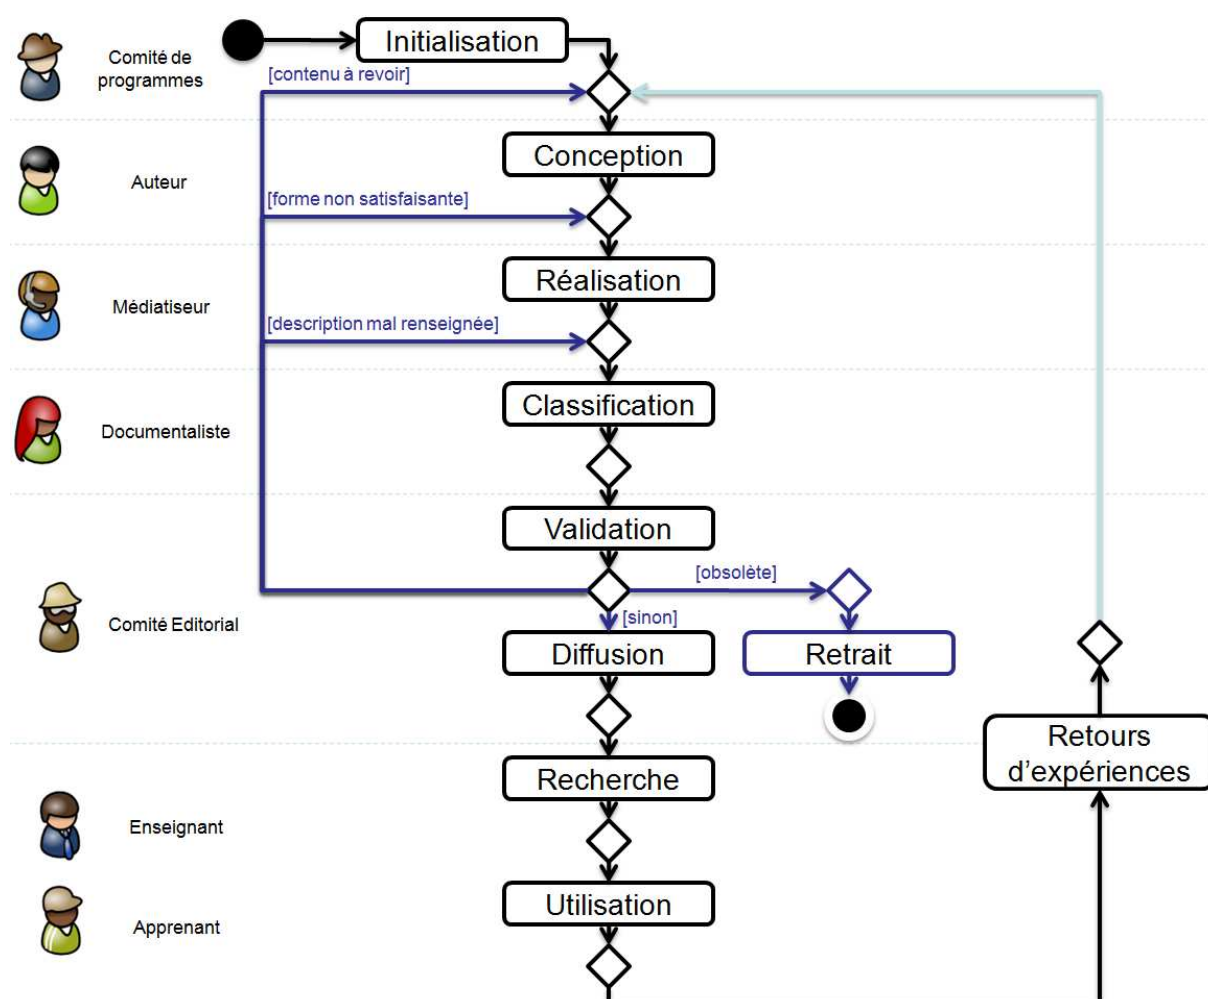 Initialisation
Comité de
programmes
[contenu à revoir]
Conception
Auteur
[forme non satisfaisante]
Réalisation
Médiatiseur
[description mal renseignée]
Classification
Documentaliste
Validation
[obsolète]
[sinon]
Comité Editorial
Diffusion
Retrait
Retours
d'expériences
Recherche
Enseignant
Utilisation
Apprenant